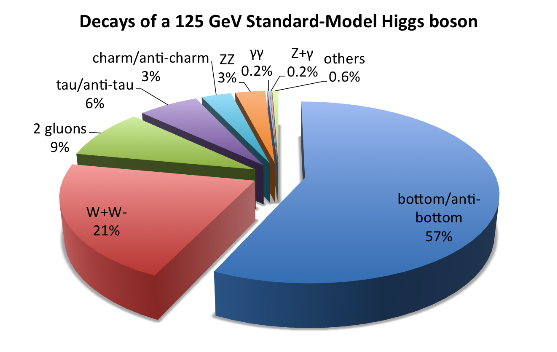 Decays of a 125 GeV Standard-Model Higgs boson
charm/anti-charm
3%
ZZ
3%
γγ
0.2%
Z+γ
0.2%
others
0.6%
tau/anti-tau
6%
2 gluons
9%
W+W-
21%
bottom/anti-
bottom
57%